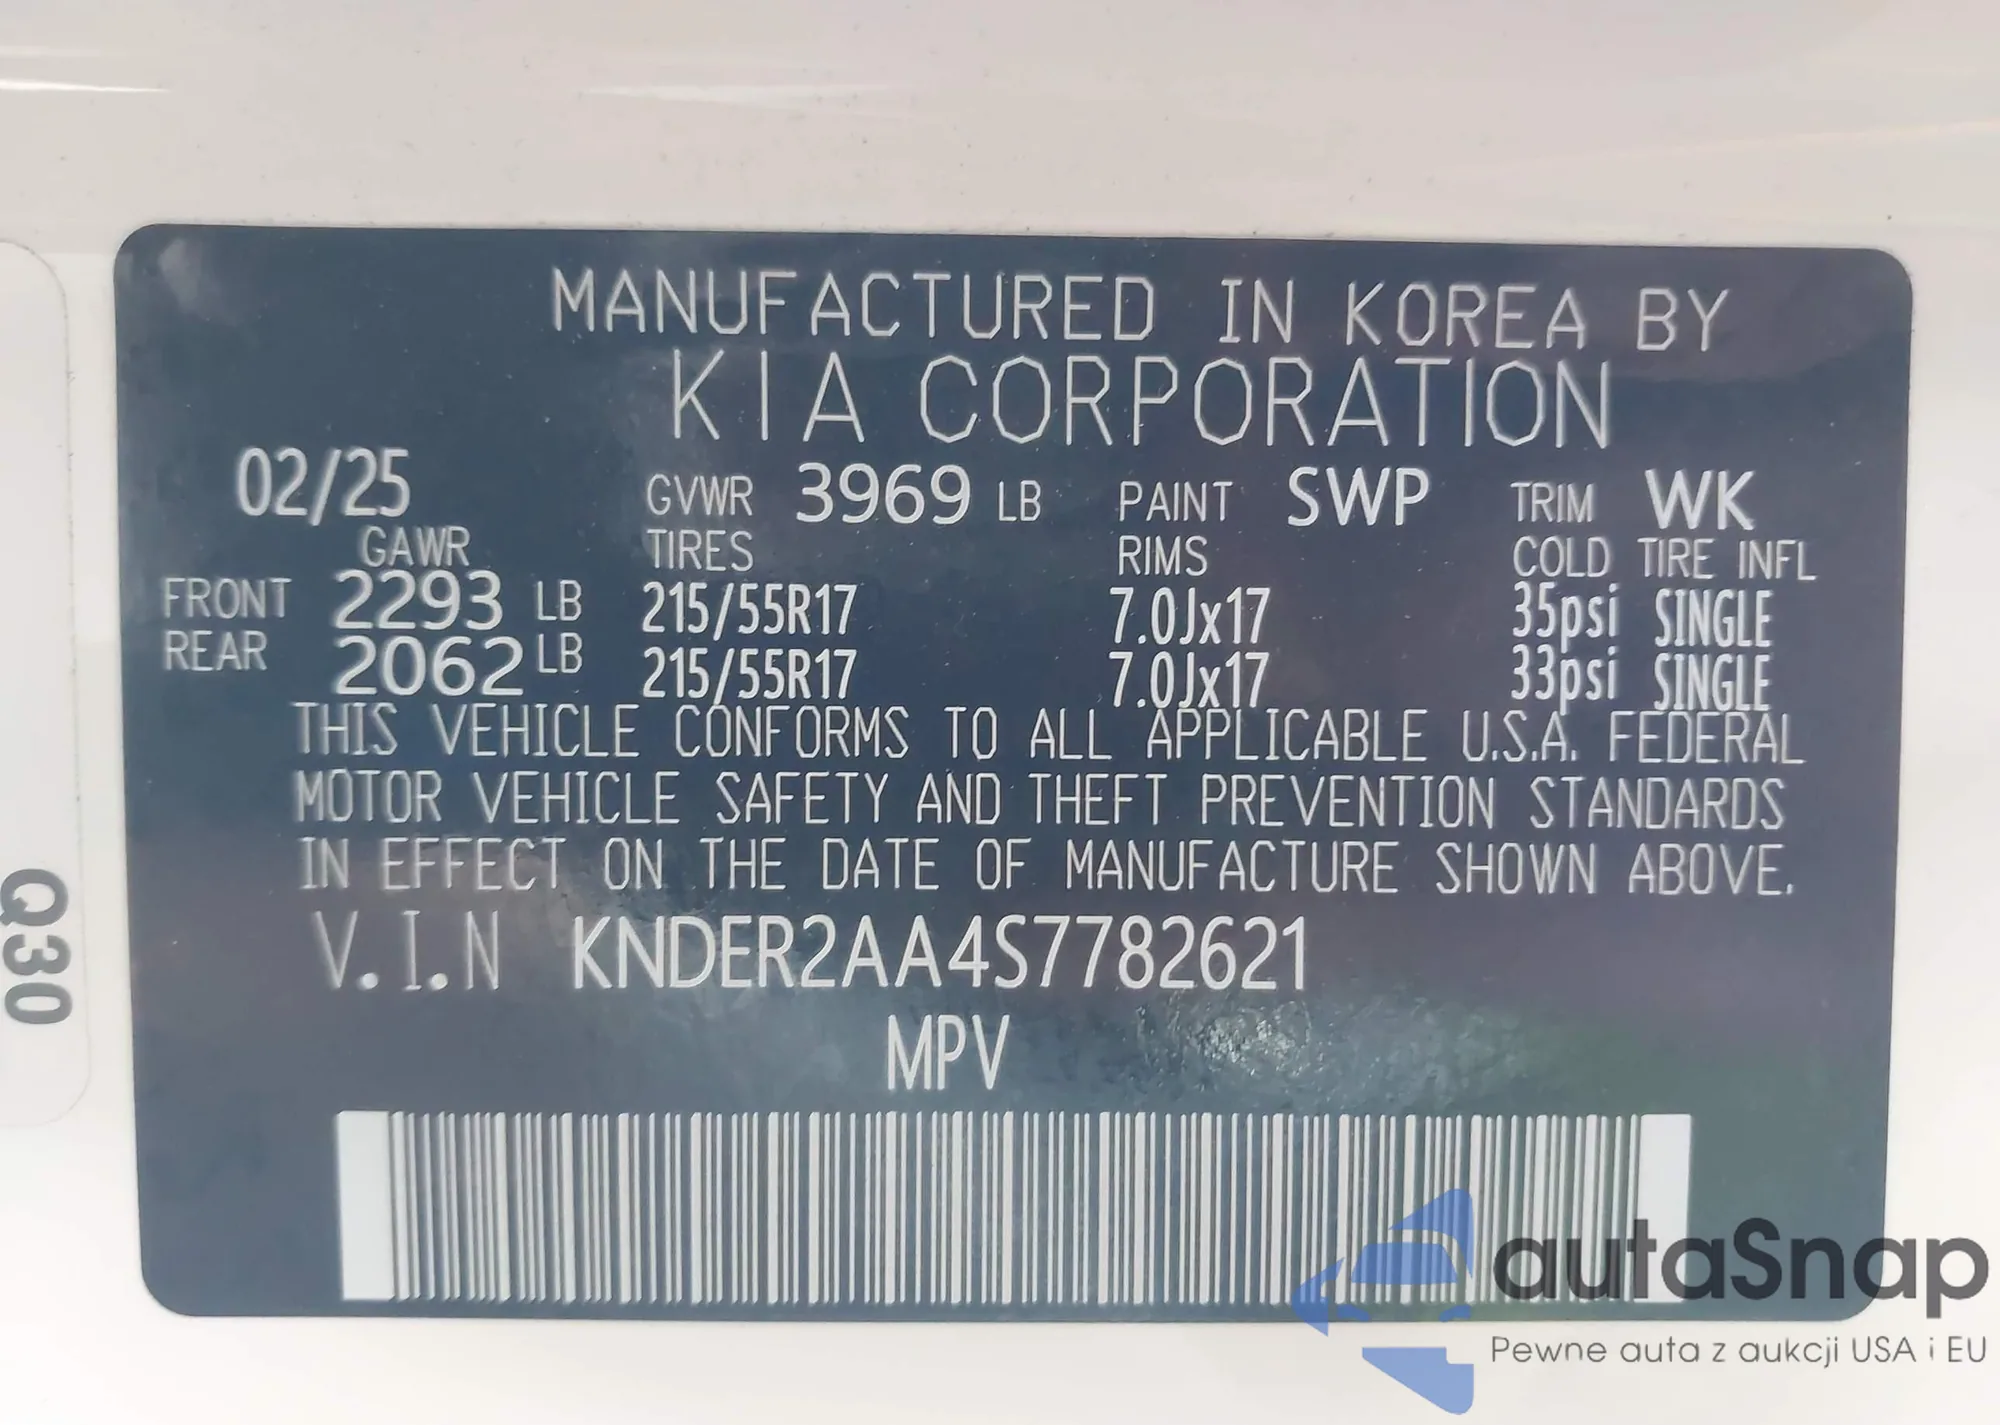 MANUFACTURED IN KOREA BY
KIA CORPORATION
02/25 GVWR 3969 LB PAINT SWP TRIM WK
GAWR TIRES RIMS COLD TIRE INFL
FRONT 2293 LB 215/55R17 7.0Jx17 35psi SINGLE
REAR 2062 LB 215/55R17 7.0Jx17 33psi SINGLE
THIS VEHICLE CONFORMS TO ALL APPLICABLE U.S.A. FEDERAL
MOTOR VEHICLE SAFETY AND THEFT PREVENTION STANDARDS
IN EFFECT ON THE DATE OF MANUFACTURE SHOWN ABOVE.
V.I.N KNDER2AA4S7782621
MPV
Q30
autaSnap
Pewne auta z aukcji USA i EU